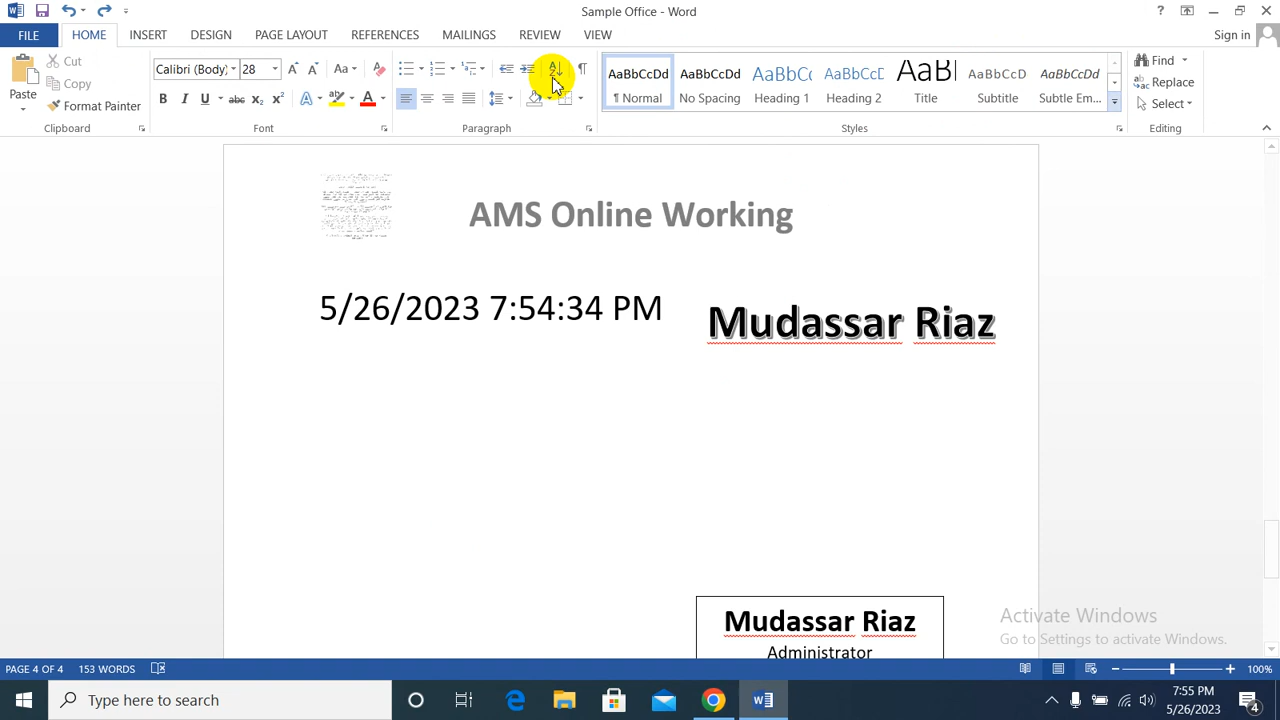 Sample Office - Word
Sign in
FILE HOME INSERT DESIGN PAGE LAYOUT REFERENCES MAILINGS REVIEW VIEW
Paste
Cut
Copy
Format Painter
Clipboard
Calibri (Body) 28
Font
Paragraph
AaBbCcDd AaBbCcDd AaBbCc AaBbCcD AaBl AaBbCcD AaBbCcDd
¶ Normal No Spacing Heading 1 Heading 2 Title Subtitle Subtle Em...
Styles
Find
Replace
Select
Editing
AMS Online Working
5/26/2023 7:54:34 PM
Mudassar Riaz
Mudassar Riaz
Administrator
Activate Windows
Go to Settings to activate Windows.
PAGE 4 OF 4 153 WORDS
100%
Type here to search
7:55 PM
5/26/2023
4